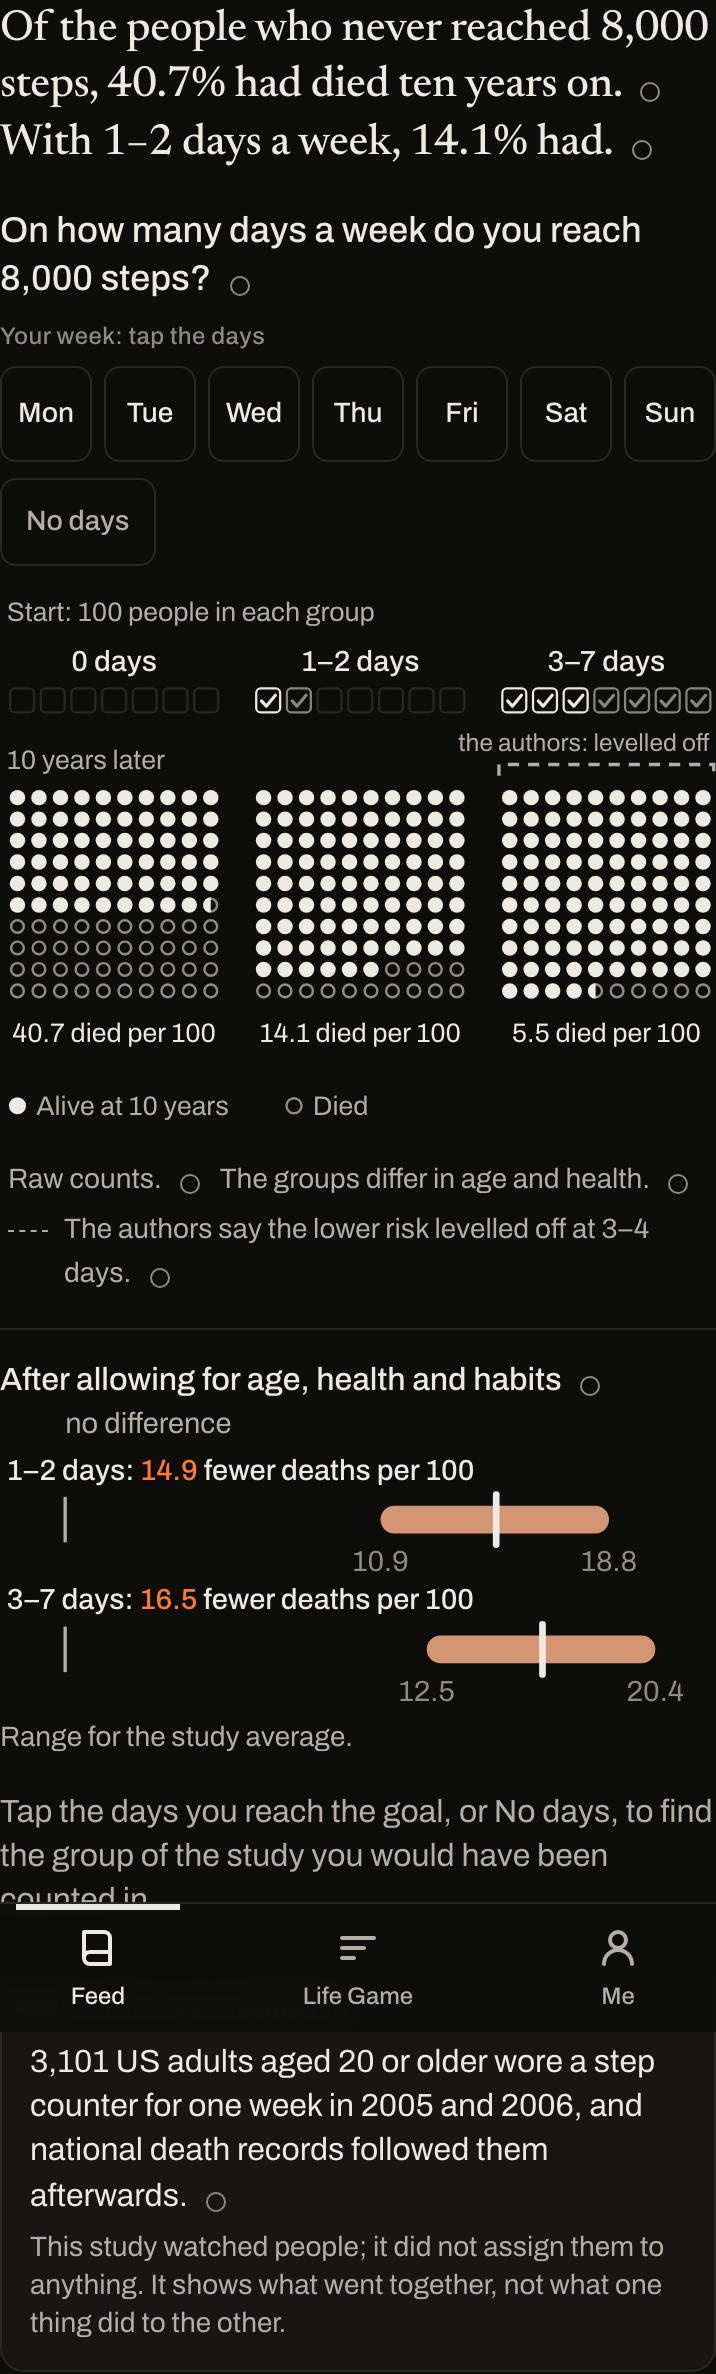 Of the people who never reached 8,000
steps, 40.7% had died ten years on.
With 1–2 days a week, 14.1% had.
On how many days a week do you reach
8,000 steps?
Your week: tap the days
Mon Tue Wed Thu Fri Sat Sun
No days
Start: 100 people in each group
0 days 1–2 days 3–7 days
the authors: levelled off
10 years later
40.7 died per 100 14.1 died per 100 5.5 died per 100
Alive at 10 years Died
Raw counts. The groups differ in age and health.
The authors say the lower risk levelled off at 3–4
days.
After allowing for age, health and habits
no difference
1–2 days: 14.9 fewer deaths per 100
10.9 18.8
3–7 days: 16.5 fewer deaths per 100
12.5 20.4
Range for the study average.
Tap the days you reach the goal, or No days, to find
the group of the study you would have been
counted in
Feed Life Game Me
3,101 US adults aged 20 or older wore a step
counter for one week in 2005 and 2006, and
national death records followed them
afterwards.
This study watched people; it did not assign them to
anything. It shows what went together, not what one
thing did to the other.